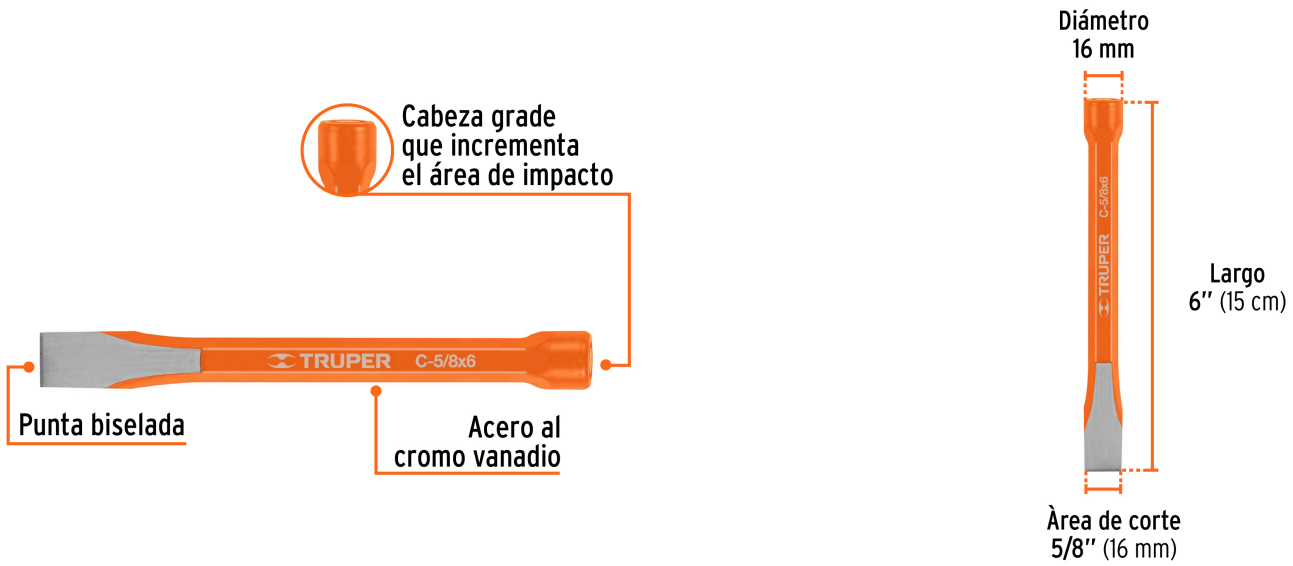 Cabeza grade
que incrementa
el área de impacto
TRUPER C-5/8x6
Punta biselada
Acero al
cromo vanadio
Diámetro
16 mm
TRUPER C-5/8x6
Largo
6’’ (15 cm)
Àrea de corte
5/8’’ (16 mm)